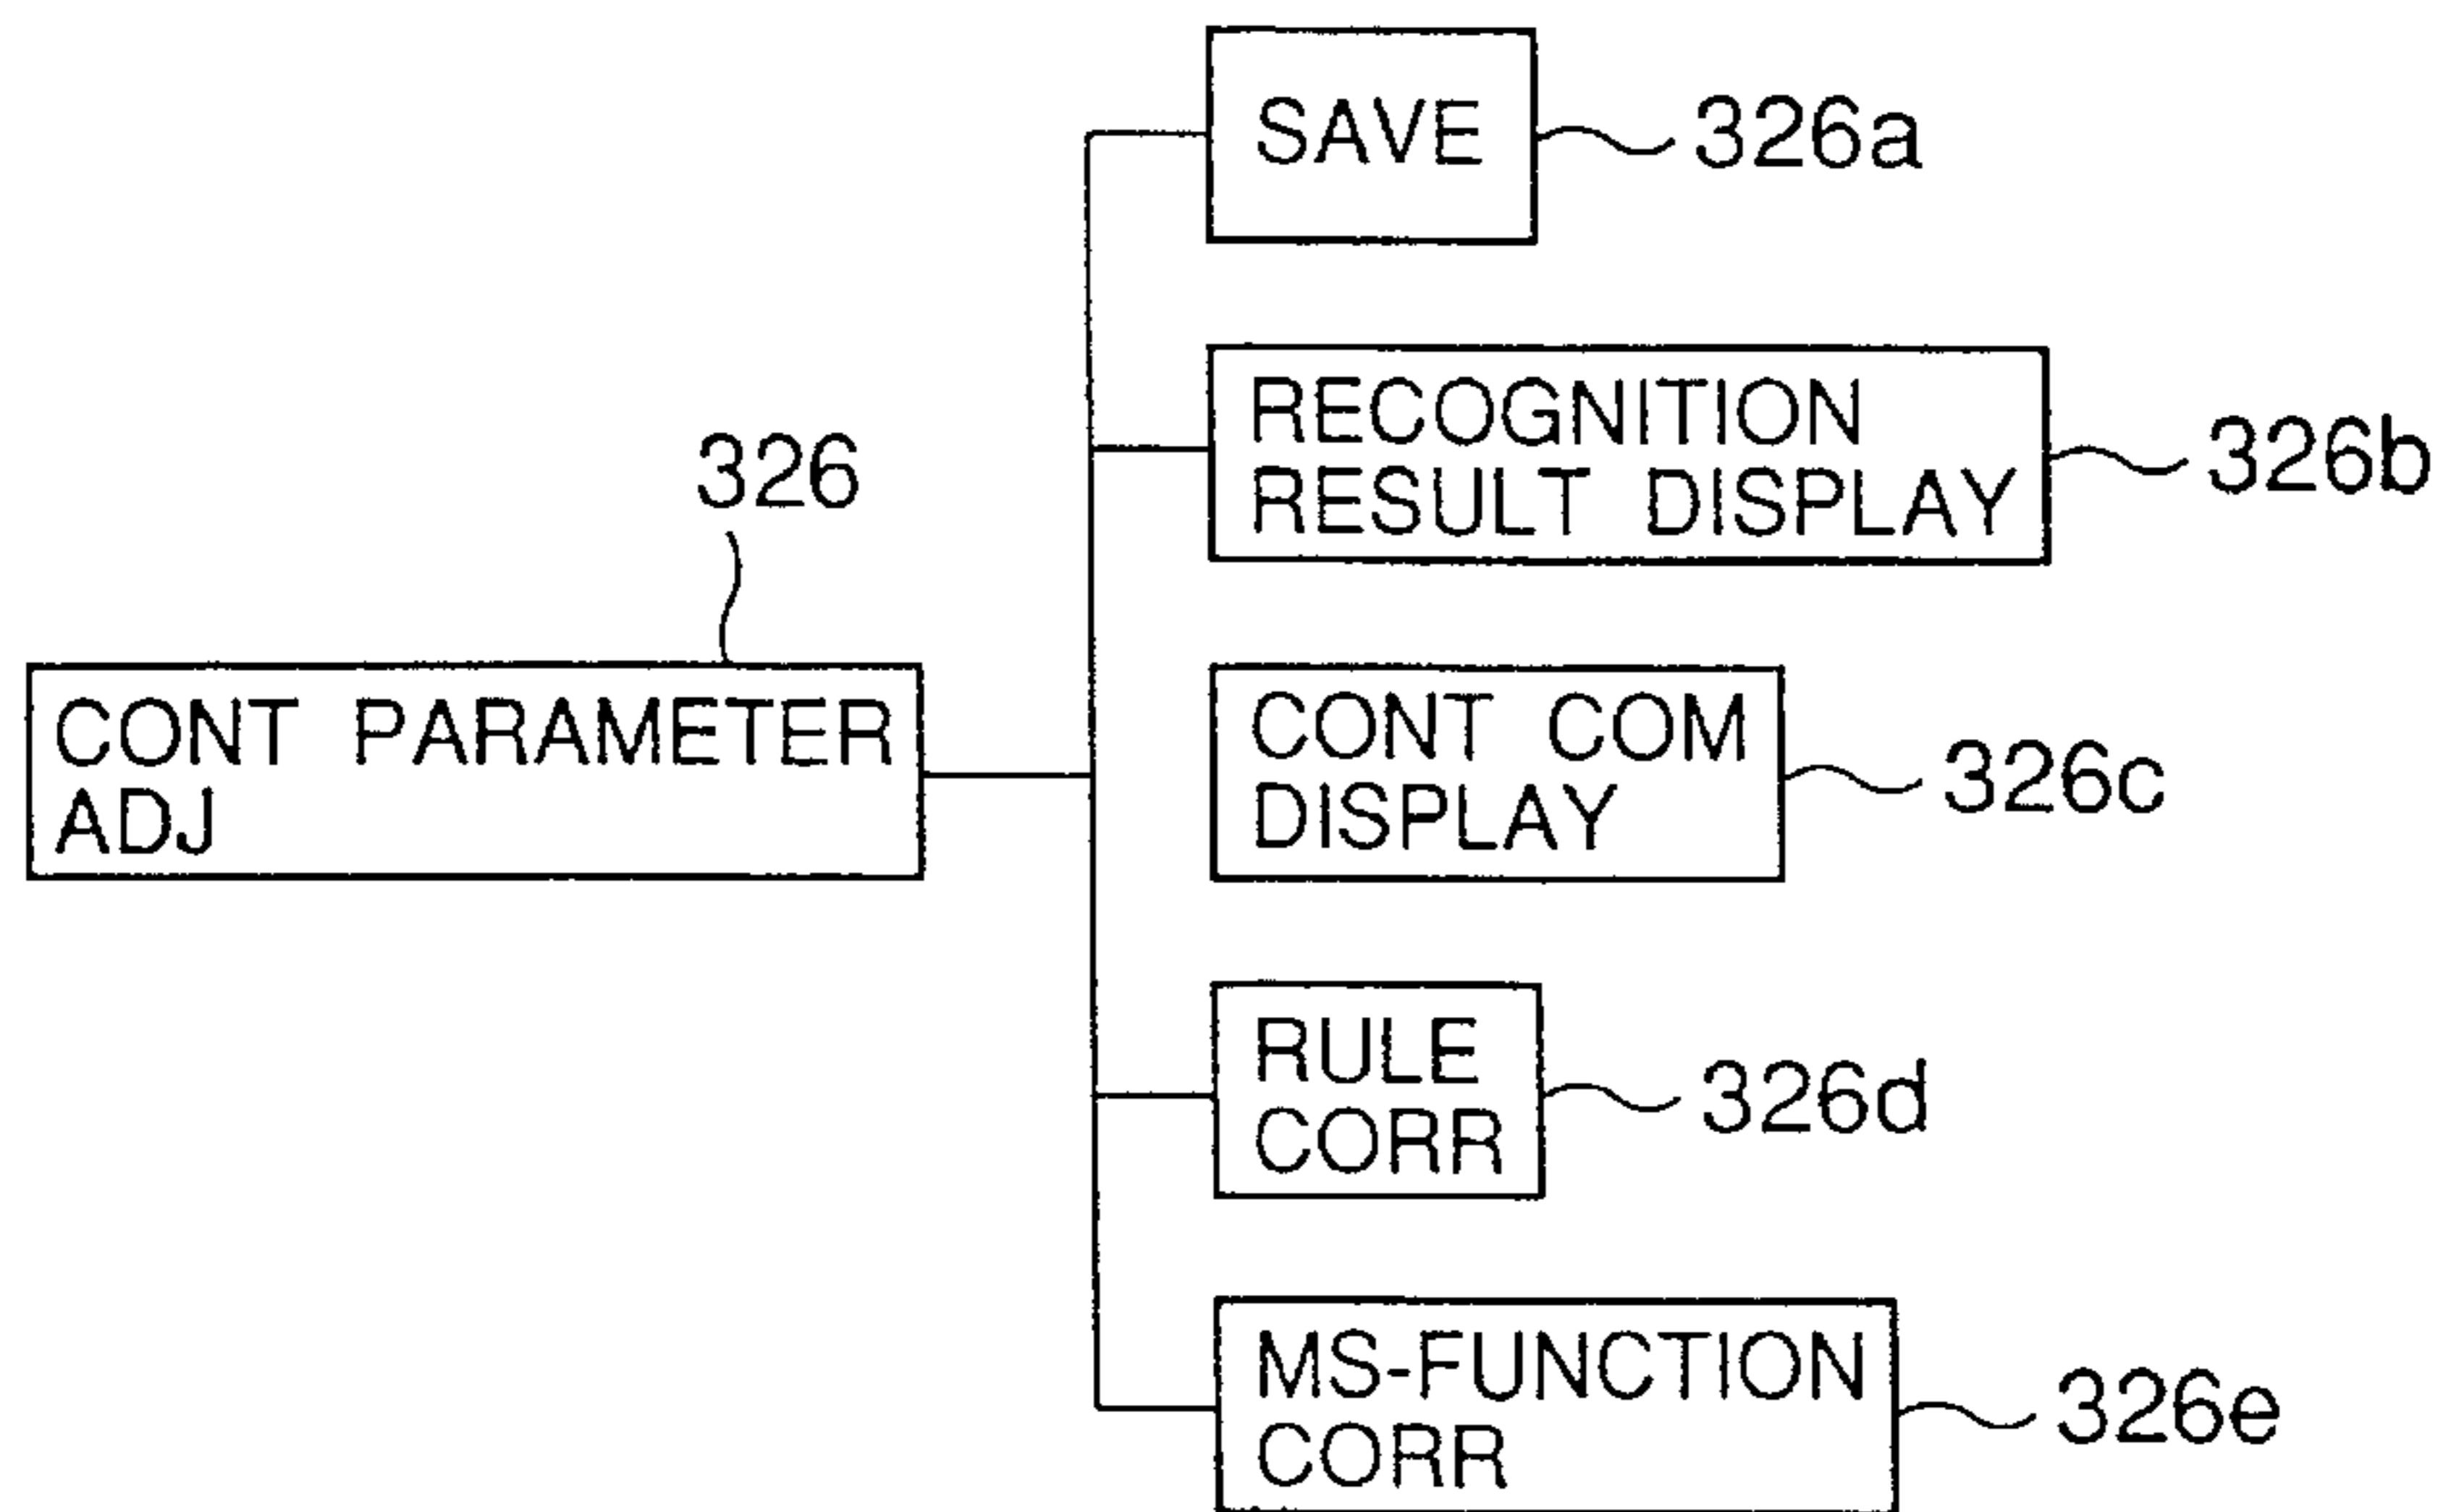 SAVE
326a
RECOGNITION
RESULT DISPLAY
326b
326
CONT PARAMETER
ADJ
CONT COM
DISPLAY
326c
RULE
CORR
326d
MS-FUNCTION
CORR
326e